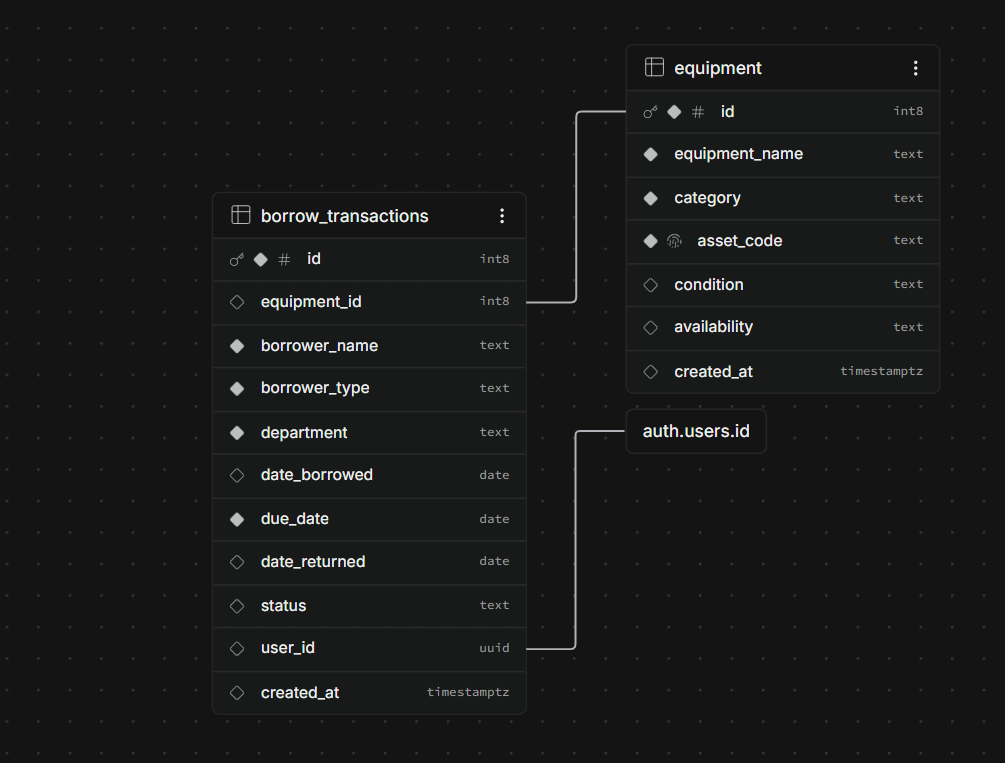 equipment
# id int8
equipment_name text
category text
asset_code text
condition text
availability text
created_at timestamptz
borrow_transactions
# id int8
equipment_id int8
borrower_name text
borrower_type text
department text
date_borrowed date
due_date date
date_returned date
status text
user_id uuid
created_at timestamptz
auth.users.id